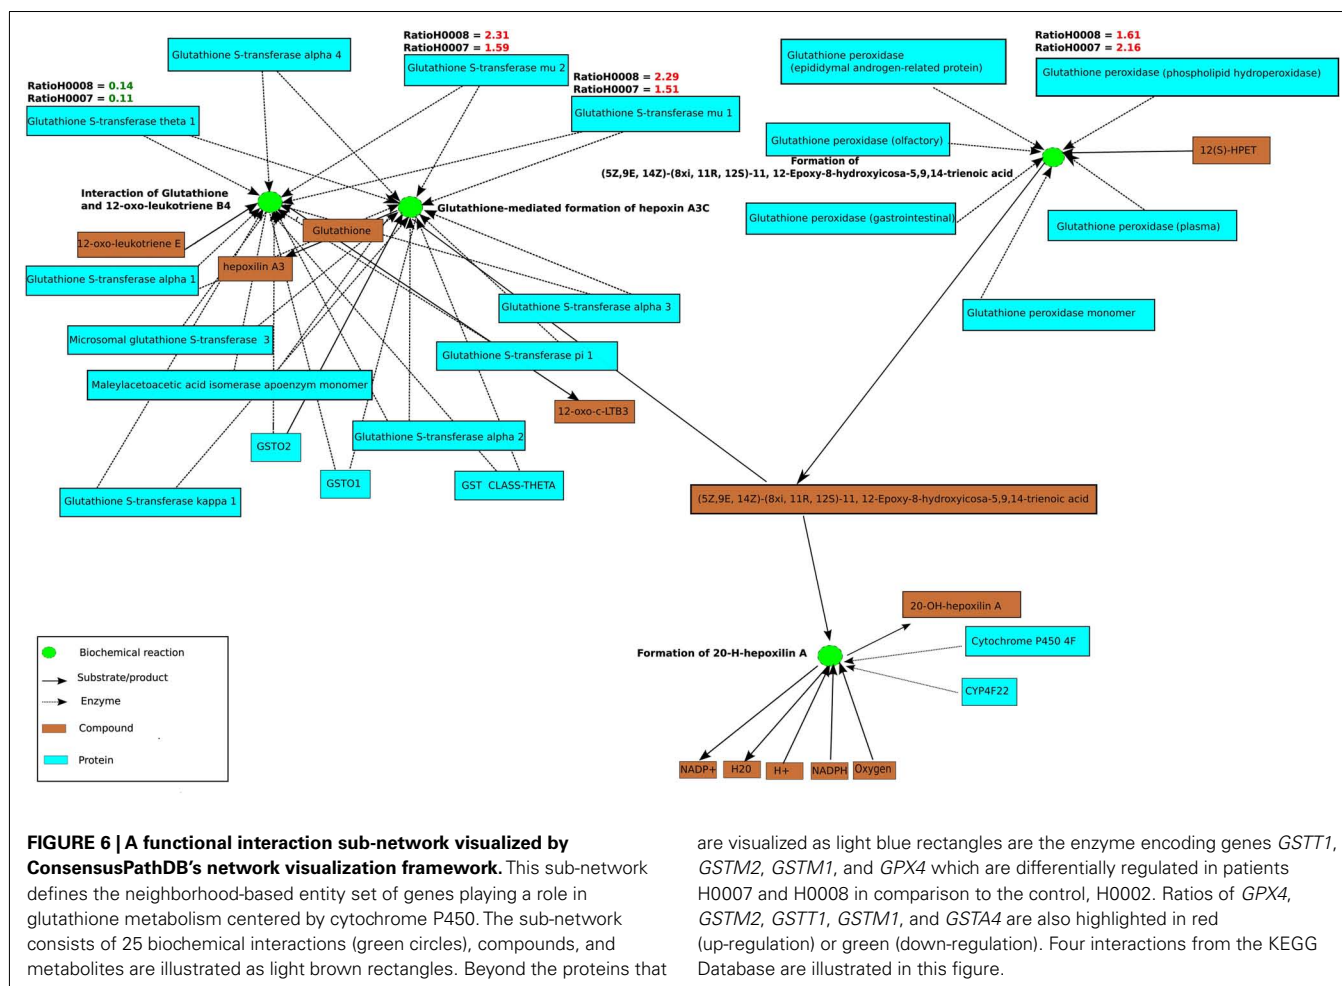 Glutathione S-transferase alpha 4
RatioH0008 = 2.31
RatioH0007 = 1.59
Glutathione S-transferase mu 2
RatioH0008 = 2.29
RatioH0007 = 1.51
Glutathione S-transferase mu 1
RatioH0008 = 0.14
RatioH0007 = 0.11
Glutathione S-transferase theta 1
Glutathione peroxidase
(epididymal androgen-related protein)
RatioH0008 = 1.61
RatioH0007 = 2.16
Glutathione peroxidase (phospholipid hydroperoxidase)
Glutathione peroxidase (olfactory)
12(S)-HPET
Formation of
(5Z,9E, 14Z)-(8xi, 11R, 12S)-11, 12-Epoxy-8-hydroxyicosa-5,9,14-trienoic acid
Interaction of Glutathione
and 12-oxo-leukotriene B4
Glutathione-mediated formation of hepoxin A3C
Glutathione peroxidase (gastrointestinal)
Glutathione peroxidase (plasma)
Glutathione
12-oxo-leukotriene E
hepoxilin A3
Glutathione S-transferase alpha 1
Glutathione S-transferase alpha 3
Glutathione peroxidase monomer
Microsomal glutathione S-transferase 3
Glutathione S-transferase pi 1
Maleylacetoacetic acid isomerase apoenzym monomer
12-oxo-c-LTB3
GSTO2
Glutathione S-transferase alpha 2
GSTO1
GST CLASS-THETA
Glutathione S-transferase kappa 1
(5Z,9E, 14Z)-(8xi, 11R, 12S)-11, 12-Epoxy-8-hydroxyicosa-5,9,14-trienoic acid
20-OH-hepoxilin A
Cytochrome P450 4F
Formation of 20-H-hepoxilin A
CYP4F22
NADP+
H20
H+
NADPH
Oxygen
Biochemical reaction
Substrate/product
Enzyme
Compound
Protein
FIGURE 6 | A functional interaction sub-network visualized by
ConsensusPathDB's network visualization framework. This sub-network
defines the neighborhood-based entity set of genes playing a role in
glutathione metabolism centered by cytochrome P450. The sub-network
consists of 25 biochemical interactions (green circles), compounds, and
metabolites are illustrated as light brown rectangles. Beyond the proteins that
are visualized as light blue rectangles are the enzyme encoding genes GSTT1,
GSTM2, GSTM1, and GPX4 which are differentially regulated in patients
H0007 and H0008 in comparison to the control, H0002. Ratios of GPX4,
GSTM2, GSTT1, GSTM1, and GSTA4 are also highlighted in red
(up-regulation) or green (down-regulation). Four interactions from the KEGG
Database are illustrated in this figure.